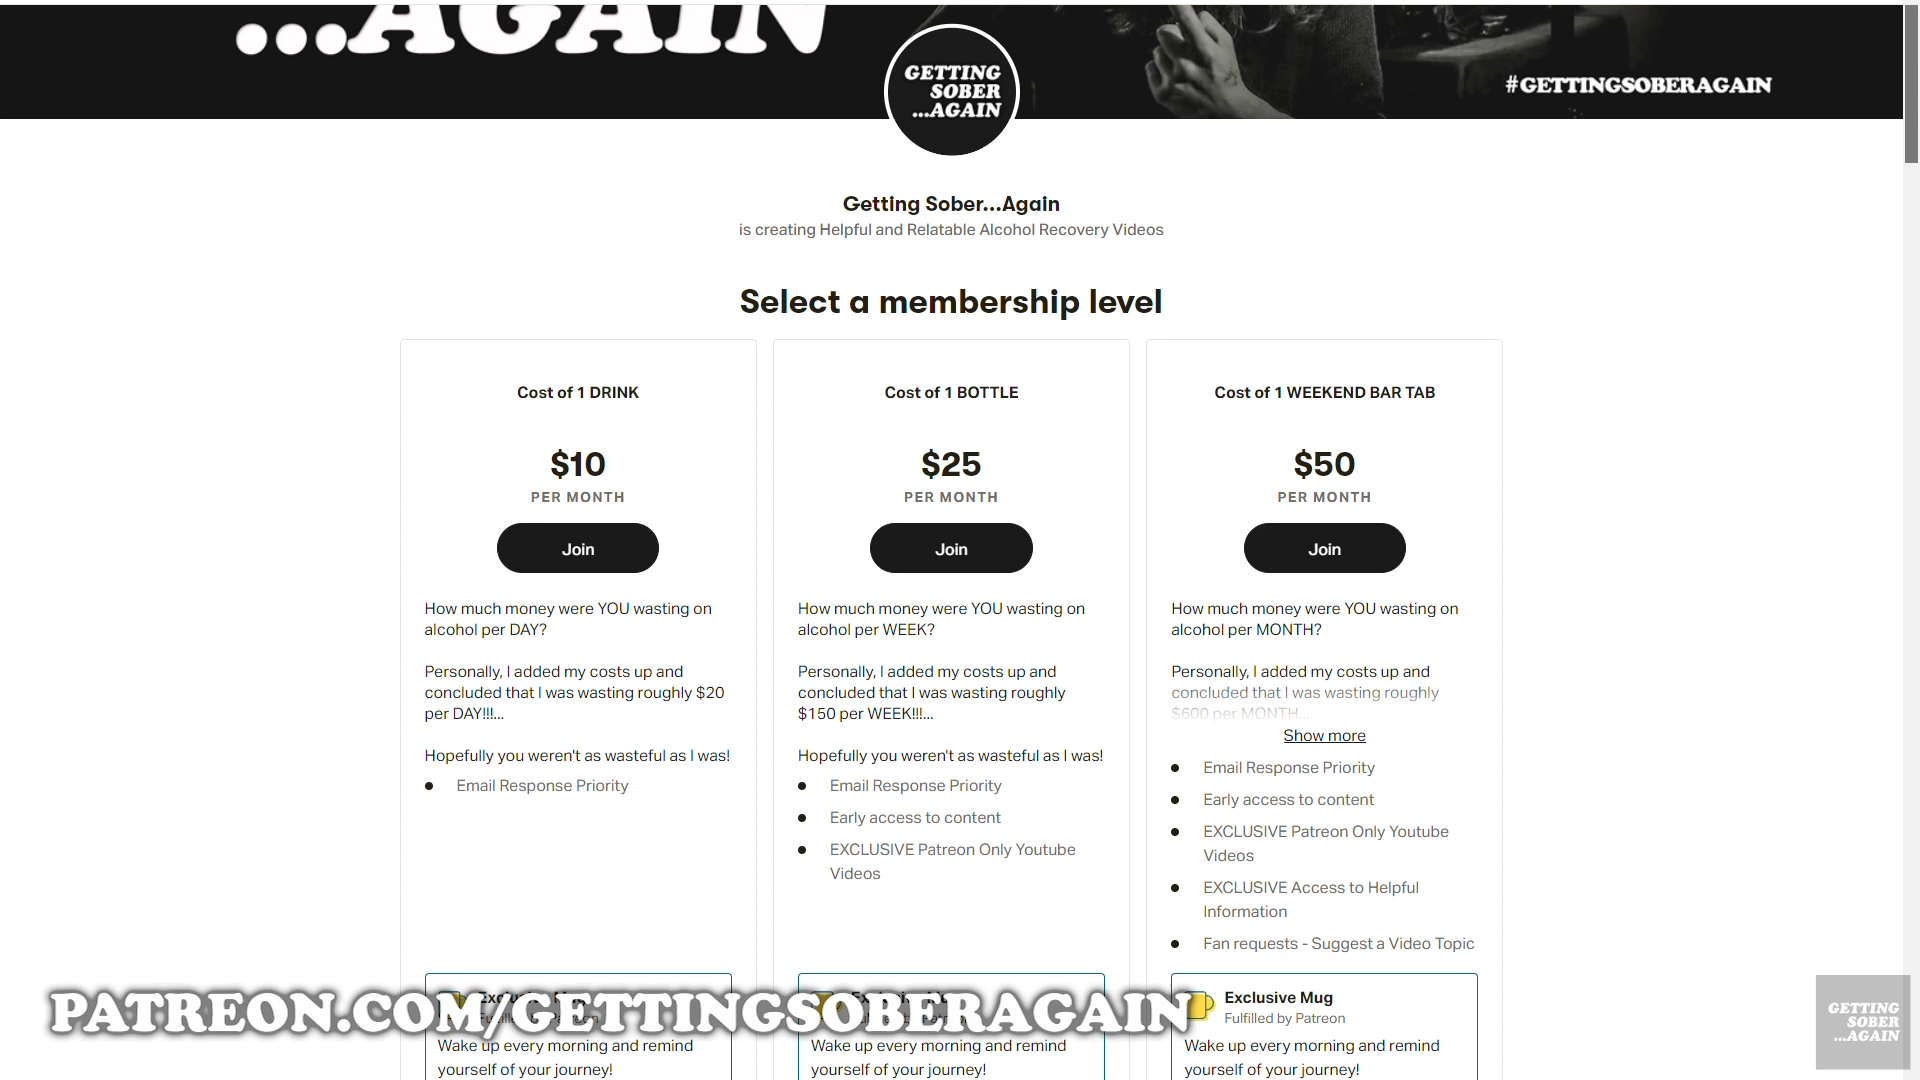 ...AGAIN
GETTING
SOBER
...AGAIN
#GETTINGSOBERAGAIN
Getting Sober...Again
is creating Helpful and Relatable Alcohol Recovery Videos
Select a membership level
Cost of 1 DRINK
$10
PER MONTH
Join
How much money were YOU wasting on
alcohol per DAY?
Personally, I added my costs up and
concluded that I was wasting roughly $20
per DAY!!!...
Hopefully you weren't as wasteful as I was!
Email Response Priority
Exclusive Mug
Fulfilled by Patreon
Wake up every morning and remind
yourself of your journey!
Cost of 1 BOTTLE
$25
PER MONTH
Join
How much money were YOU wasting on
alcohol per WEEK?
Personally, I added my costs up and
concluded that I was wasting roughly
$150 per WEEK!!!...
Hopefully you weren't as wasteful as I was!
Email Response Priority
Early access to content
EXCLUSIVE Patreon Only Youtube
Videos
Exclusive Mug
Fulfilled by Patreon
Wake up every morning and remind
yourself of your journey!
Cost of 1 WEEKEND BAR TAB
$50
PER MONTH
Join
How much money were YOU wasting on
alcohol per MONTH?
Personally, I added my costs up and
concluded that I was wasting roughly
$600 per MONTH...
Show more
Email Response Priority
Early access to content
EXCLUSIVE Patreon Only Youtube
Videos
EXCLUSIVE Access to Helpful
Information
Fan requests - Suggest a Video Topic
Exclusive Mug
Fulfilled by Patreon
Wake up every morning and remind
yourself of your journey!
PATREON.COM/GETTINGSOBERAGAIN
GETTING
SOBER
...AGAIN